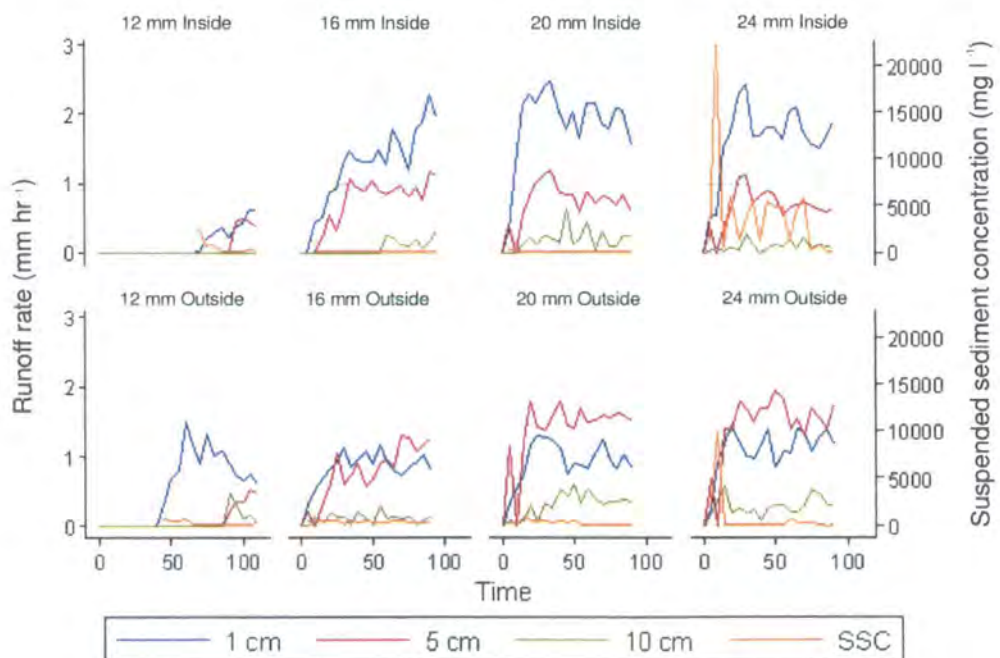 12 mm Inside 16 mm Inside 20 mm Inside 24 mm Inside
3
2
1
0
20000
15000
10000
5000
0
12 mm Outside 16 mm Outside 20 mm Outside 24 mm Outside
3
2
1
0
20000
15000
10000
5000
0
0 50 100 0 50 100 0 50 100 0 50 100
Runoff rate (mm hr⁻¹)
Suspended sediment concentration (mg l⁻¹)
Time
1 cm 5 cm 10 cm SSC